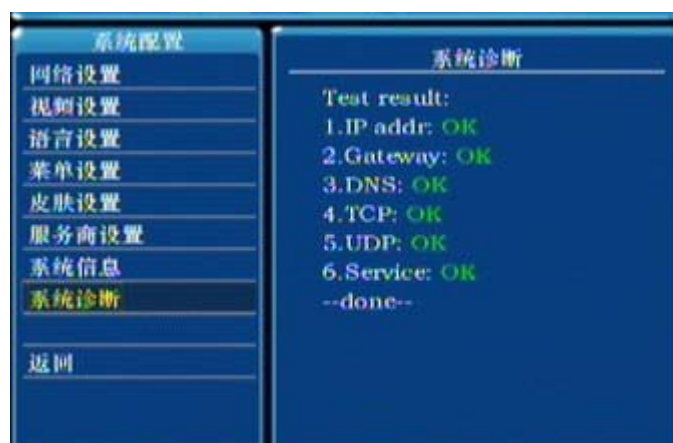 系统配置
网络设置
视频设置
语言设置
菜单设置
皮肤设置
服务商设置
系统信息
系统诊断
返回
系统诊断
Test result:
1.IP addr: OK
2.Gateway: OK
3.DNS: OK
4.TCP: OK
5.UDP: OK
6.Service: OK
--done--